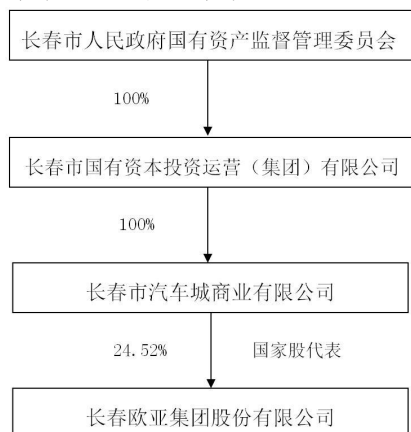 长春市人民政府国有资产监督管理委员会
100%
长春市国有资本投资运营（集团）有限公司
100%
长春市汽车城商业有限公司
24.52% 国家股代表
长春欧亚集团股份有限公司